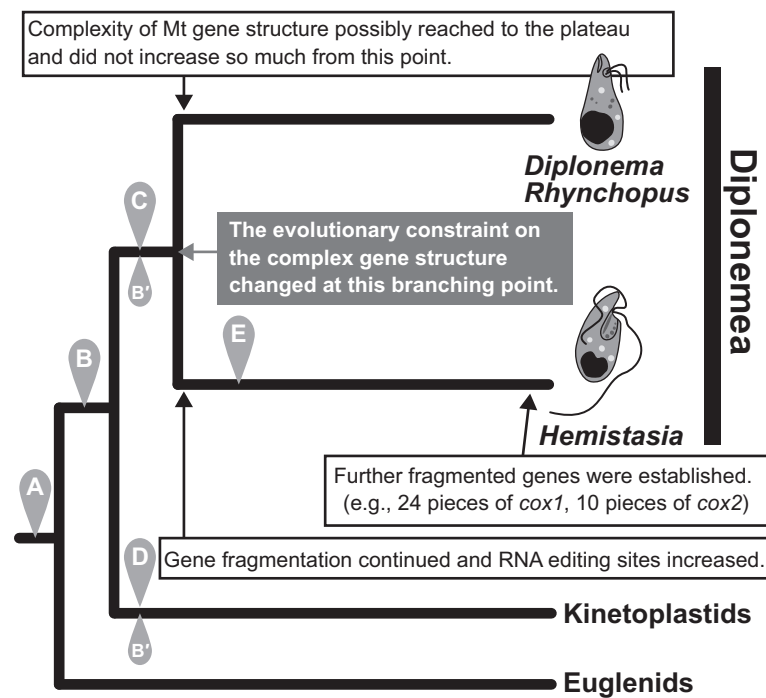 Complexity of Mt gene structure possibly reached to the plateau
and did not increase so much from this point.
Diplonema
Rhynchopus
Diplonemea
C
The evolutionary constraint on
the complex gene structure
changed at this branching point.
B′
E
B
Hemistasia
Further fragmented genes were established.
(e.g., 24 pieces of cox1, 10 pieces of cox2)
A
D
Gene fragmentation continued and RNA editing sites increased.
Kinetoplastids
B′
Euglenids